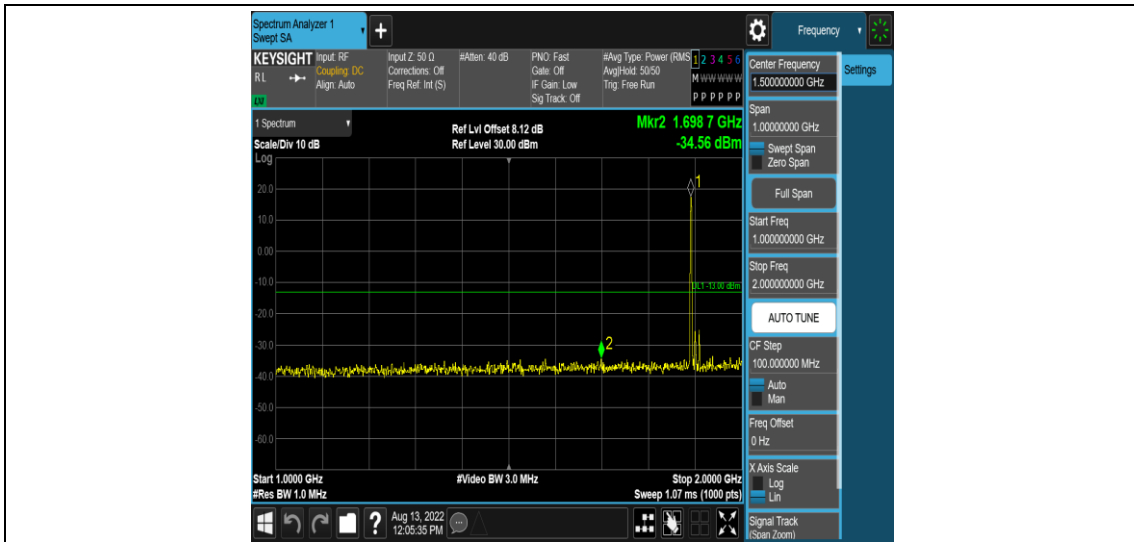 Spectrum Analyzer 1
Swept SA
Frequency
KEYSIGHT
RL
LXI
Input: RF
Coupling: DC
Align: Auto
Input Z: 50 Ω
Corrections: Off
Freq Ref: Int (S)
#Atten: 40 dB
PNO: Fast
Gate: Off
IF Gain: Low
Sig Track: Off
#Avg Type: Power (RMS
Avg|Hold: 50/50
Trig: Free Run
1 2 3 4 5 6
M W W W W W
P P P P P P
1 Spectrum
Scale/Div 10 dB
Ref Lvl Offset 8.12 dB
Ref Level 30.00 dBm
Mkr2 1.698 7 GHz
-34.56 dBm
Log
20.0
10.0
0.00
-10.0
-20.0
-30.0
-40.0
-50.0
-60.0
1
DL1 -13.00 dBm
2
Start 1.0000 GHz
#Res BW 1.0 MHz
#Video BW 3.0 MHz
Stop 2.0000 GHz
Sweep 1.07 ms (1000 pts)
Center Frequency
1.500000000 GHz
Settings
Span
1.00000000 GHz
Swept Span
Zero Span
Full Span
Start Freq
1.000000000 GHz
Stop Freq
2.000000000 GHz
AUTO TUNE
CF Step
100.000000 MHz
Auto
Man
Freq Offset
0 Hz
X Axis Scale
Log
Lin
Signal Track
(Span Zoom)
?
Aug 13, 2022
12:05:35 PM